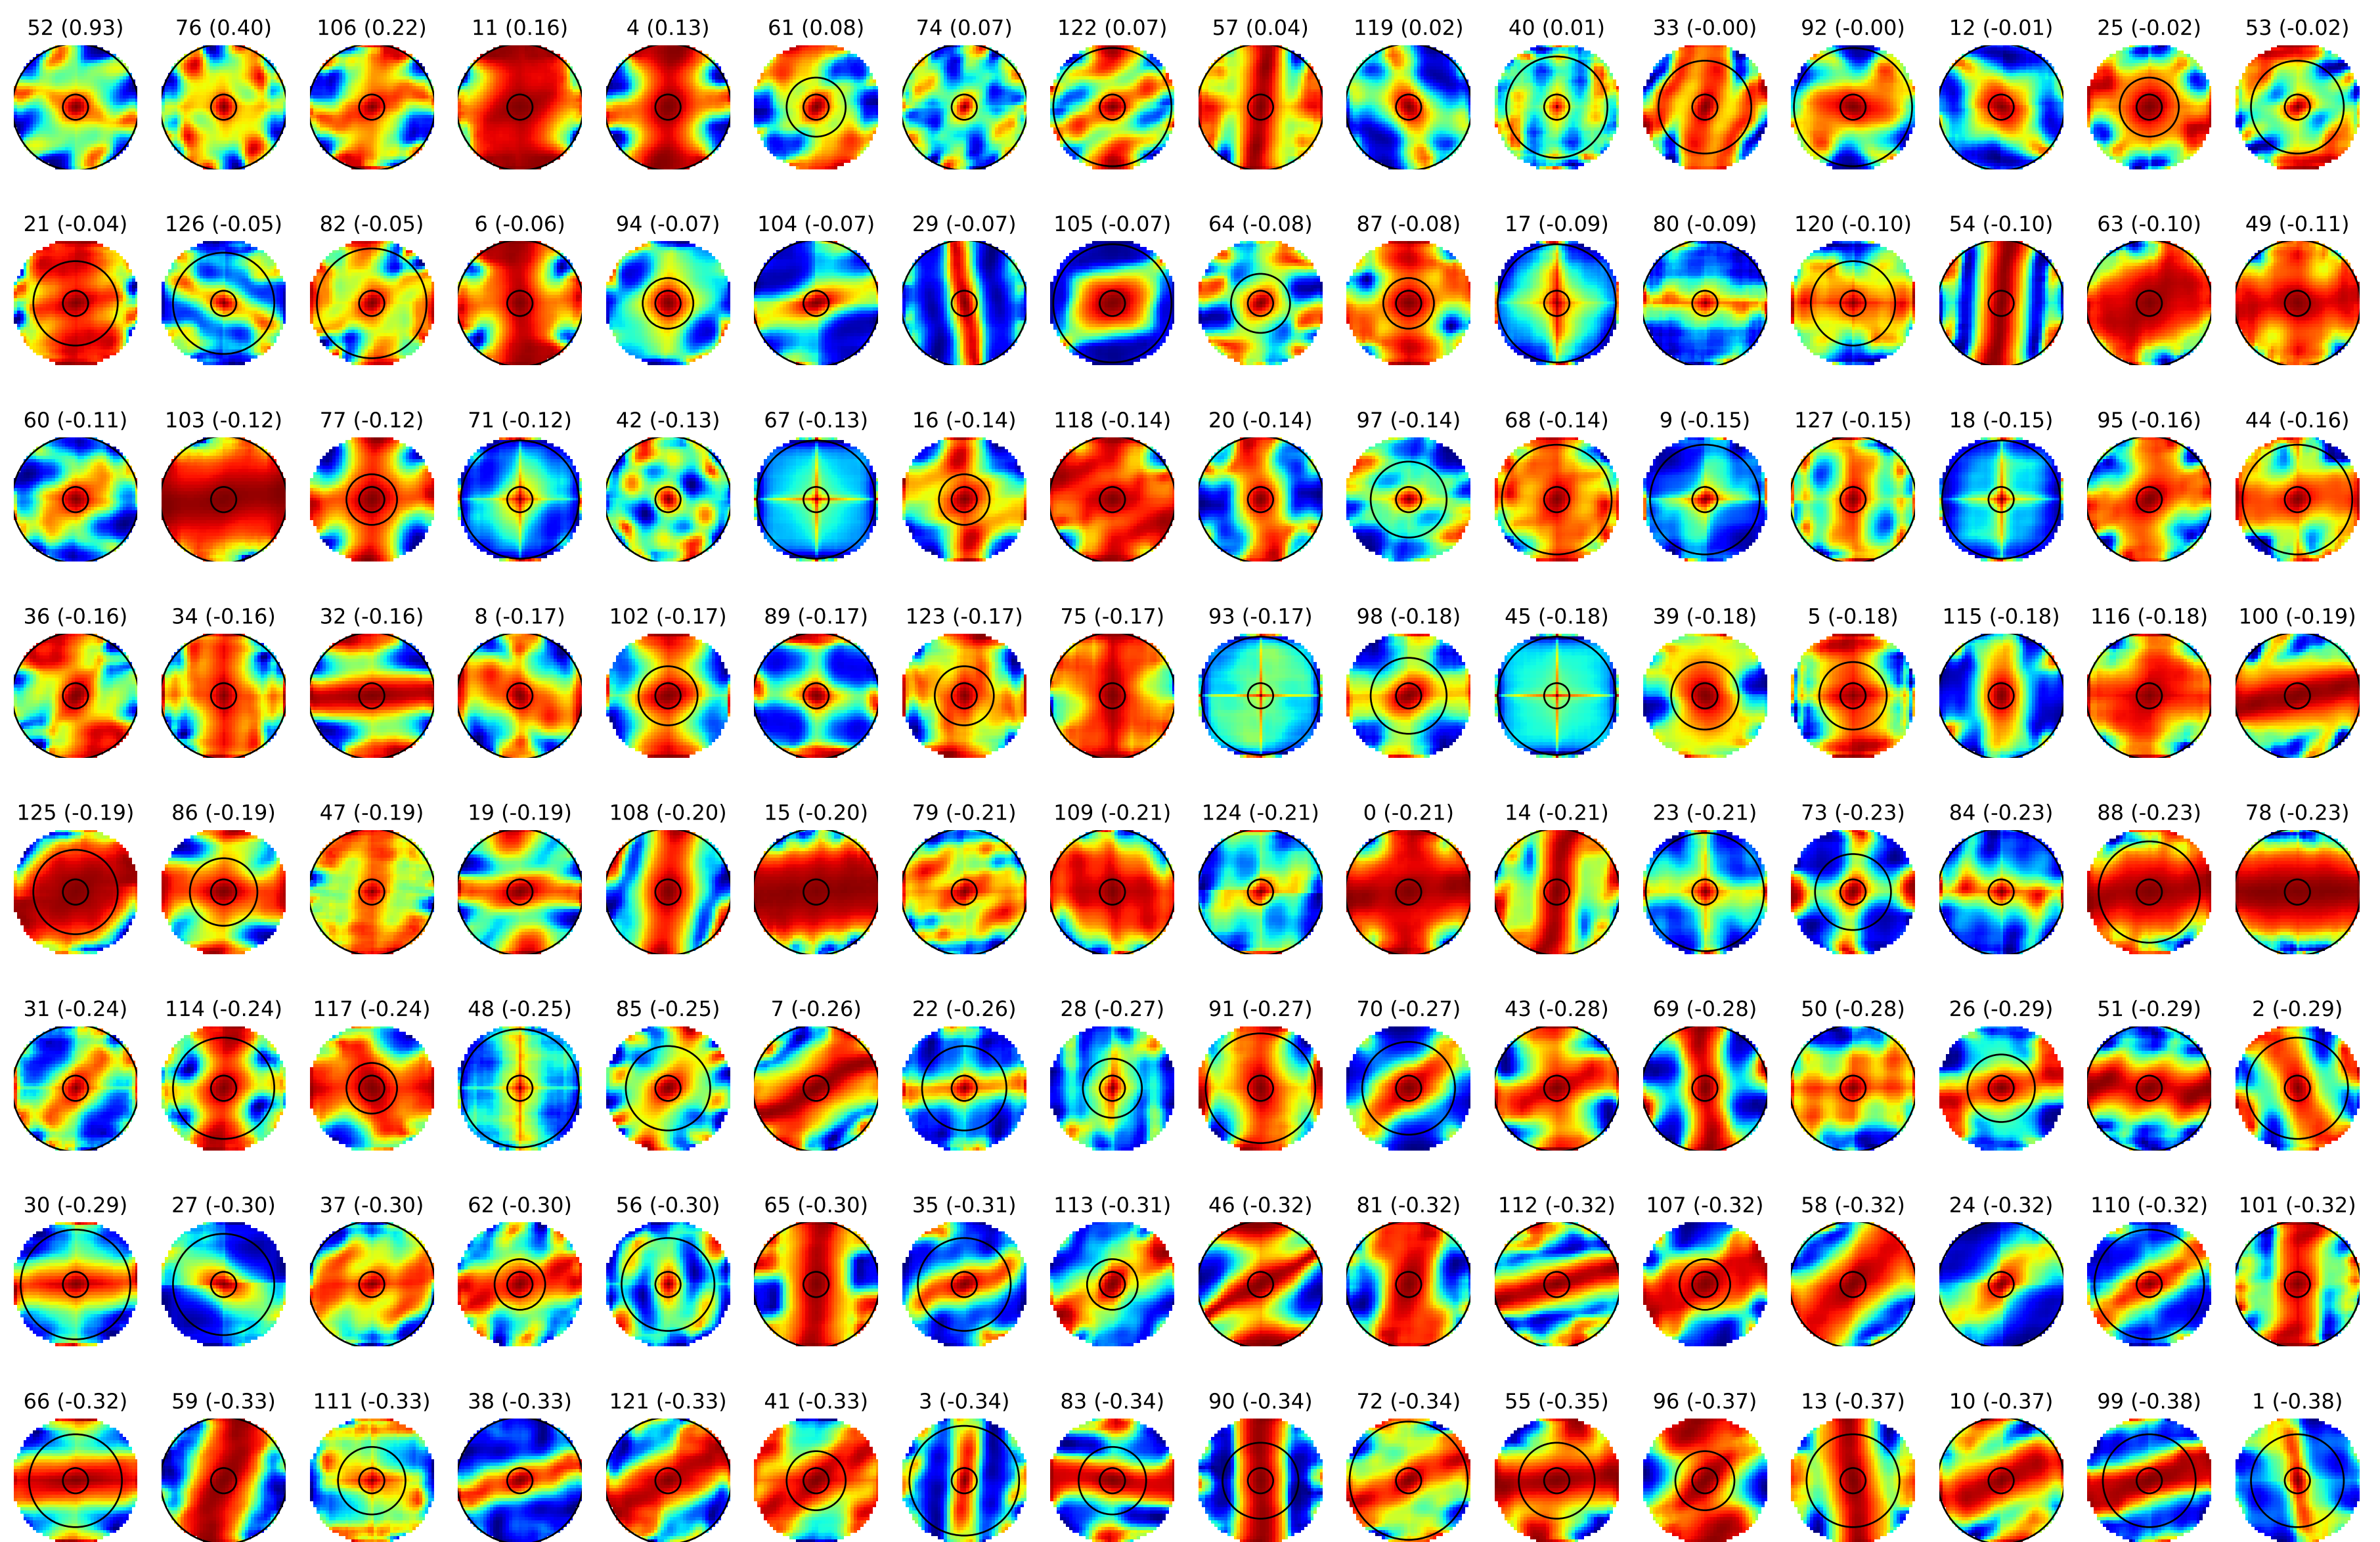 52 (0.93) 76 (0.40) 106 (0.22) 11 (0.16) 4 (0.13) 61 (0.08) 74 (0.07) 122 (0.07) 57 (0.04) 119 (0.02) 40 (0.01) 33 (-0.00) 92 (-0.00) 12 (-0.01) 25 (-0.02) 53 (-0.02)
21 (-0.04) 126 (-0.05) 82 (-0.05) 6 (-0.06) 94 (-0.07) 104 (-0.07) 29 (-0.07) 105 (-0.07) 64 (-0.08) 87 (-0.08) 17 (-0.09) 80 (-0.09) 120 (-0.10) 54 (-0.10) 63 (-0.10) 49 (-0.11)
60 (-0.11) 103 (-0.12) 77 (-0.12) 71 (-0.12) 42 (-0.13) 67 (-0.13) 16 (-0.14) 118 (-0.14) 20 (-0.14) 97 (-0.14) 68 (-0.14) 9 (-0.15) 127 (-0.15) 18 (-0.15) 95 (-0.16) 44 (-0.16)
36 (-0.16) 34 (-0.16) 32 (-0.16) 8 (-0.17) 102 (-0.17) 89 (-0.17) 123 (-0.17) 75 (-0.17) 93 (-0.17) 98 (-0.18) 45 (-0.18) 39 (-0.18) 5 (-0.18) 115 (-0.18) 116 (-0.18) 100 (-0.19)
125 (-0.19) 86 (-0.19) 47 (-0.19) 19 (-0.19) 108 (-0.20) 15 (-0.20) 79 (-0.21) 109 (-0.21) 124 (-0.21) 0 (-0.21) 14 (-0.21) 23 (-0.21) 73 (-0.23) 84 (-0.23) 88 (-0.23) 78 (-0.23)
31 (-0.24) 114 (-0.24) 117 (-0.24) 48 (-0.25) 85 (-0.25) 7 (-0.26) 22 (-0.26) 28 (-0.27) 91 (-0.27) 70 (-0.27) 43 (-0.28) 69 (-0.28) 50 (-0.28) 26 (-0.29) 51 (-0.29) 2 (-0.29)
30 (-0.29) 27 (-0.30) 37 (-0.30) 62 (-0.30) 56 (-0.30) 65 (-0.30) 35 (-0.31) 113 (-0.31) 46 (-0.32) 81 (-0.32) 112 (-0.32) 107 (-0.32) 58 (-0.32) 24 (-0.32) 110 (-0.32) 101 (-0.32)
66 (-0.32) 59 (-0.33) 111 (-0.33) 38 (-0.33) 121 (-0.33) 41 (-0.33) 3 (-0.34) 83 (-0.34) 90 (-0.34) 72 (-0.34) 55 (-0.35) 96 (-0.37) 13 (-0.37) 10 (-0.37) 99 (-0.38) 1 (-0.38)